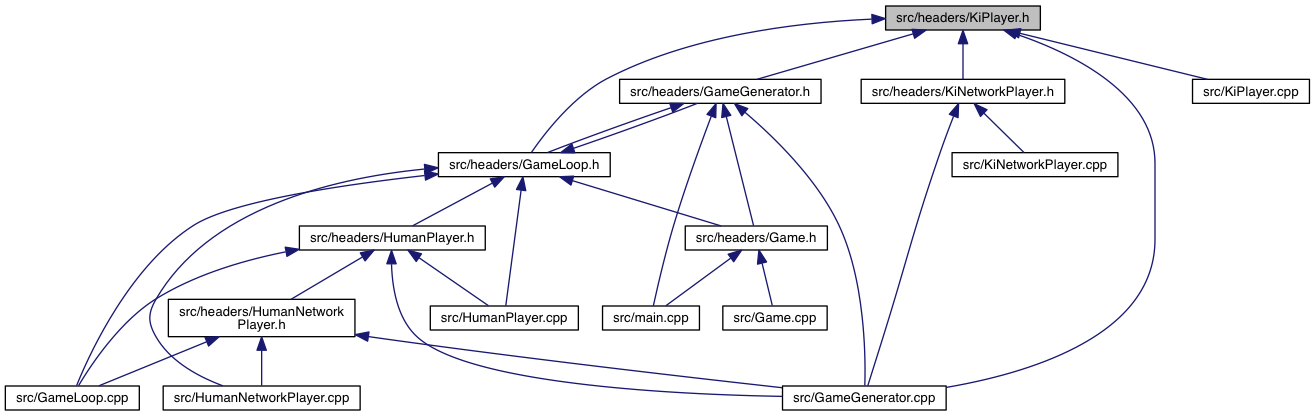 src/headers/KiPlayer.h
src/headers/GameGenerator.h
src/headers/KiNetworkPlayer.h
src/KiPlayer.cpp
src/headers/GameLoop.h
src/KiNetworkPlayer.cpp
src/headers/HumanPlayer.h
src/headers/Game.h
src/headers/HumanNetwork
Player.h
src/HumanPlayer.cpp
src/main.cpp
src/Game.cpp
src/GameLoop.cpp
src/HumanNetworkPlayer.cpp
src/GameGenerator.cpp